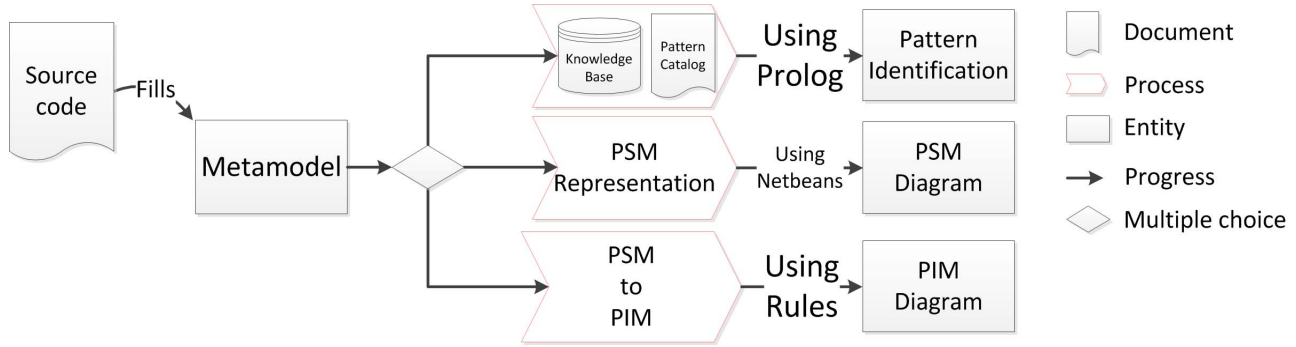 Source
code
Fills
Metamodel
Knowledge
Base
Pattern
Catalog
Using
Prolog
Pattern
Identification
PSM
Representation
Using
Netbeans
PSM
Diagram
PSM
to
PIM
Using
Rules
PIM
Diagram
Document
Process
Entity
Progress
Multiple choice